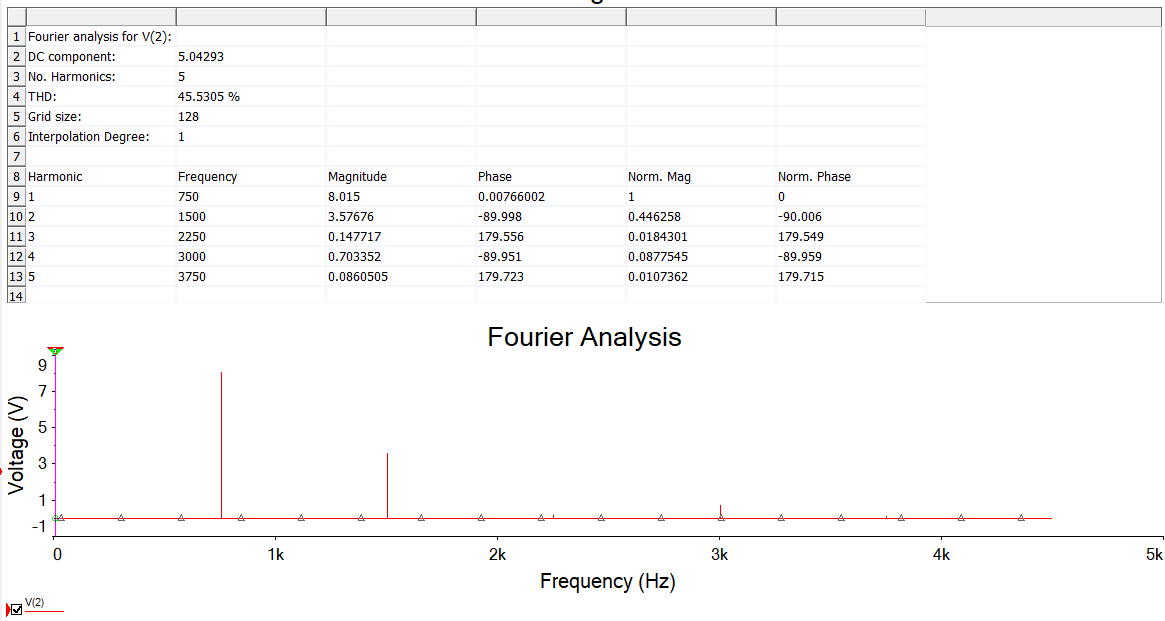 1 Fourier analysis for V(2):
2 DC component: 5.04293
3 No. Harmonics: 5
4 THD: 45.5305 %
5 Grid size: 128
6 Interpolation Degree: 1
7
8 Harmonic Frequency Magnitude Phase Norm. Mag Norm. Phase
9 1 750 8.015 0.00766002 1 0
10 2 1500 3.57676 -89.998 0.446258 -90.006
11 3 2250 0.147717 179.556 0.0184301 179.549
12 4 3000 0.703352 -89.951 0.0877545 -89.959
13 5 3750 0.0860505 179.723 0.0107362 179.715
14
Fourier Analysis
9
7
5
3
1
-1
Voltage (V)
0 1k 2k 3k 4k 5k
Frequency (Hz)
V(2)